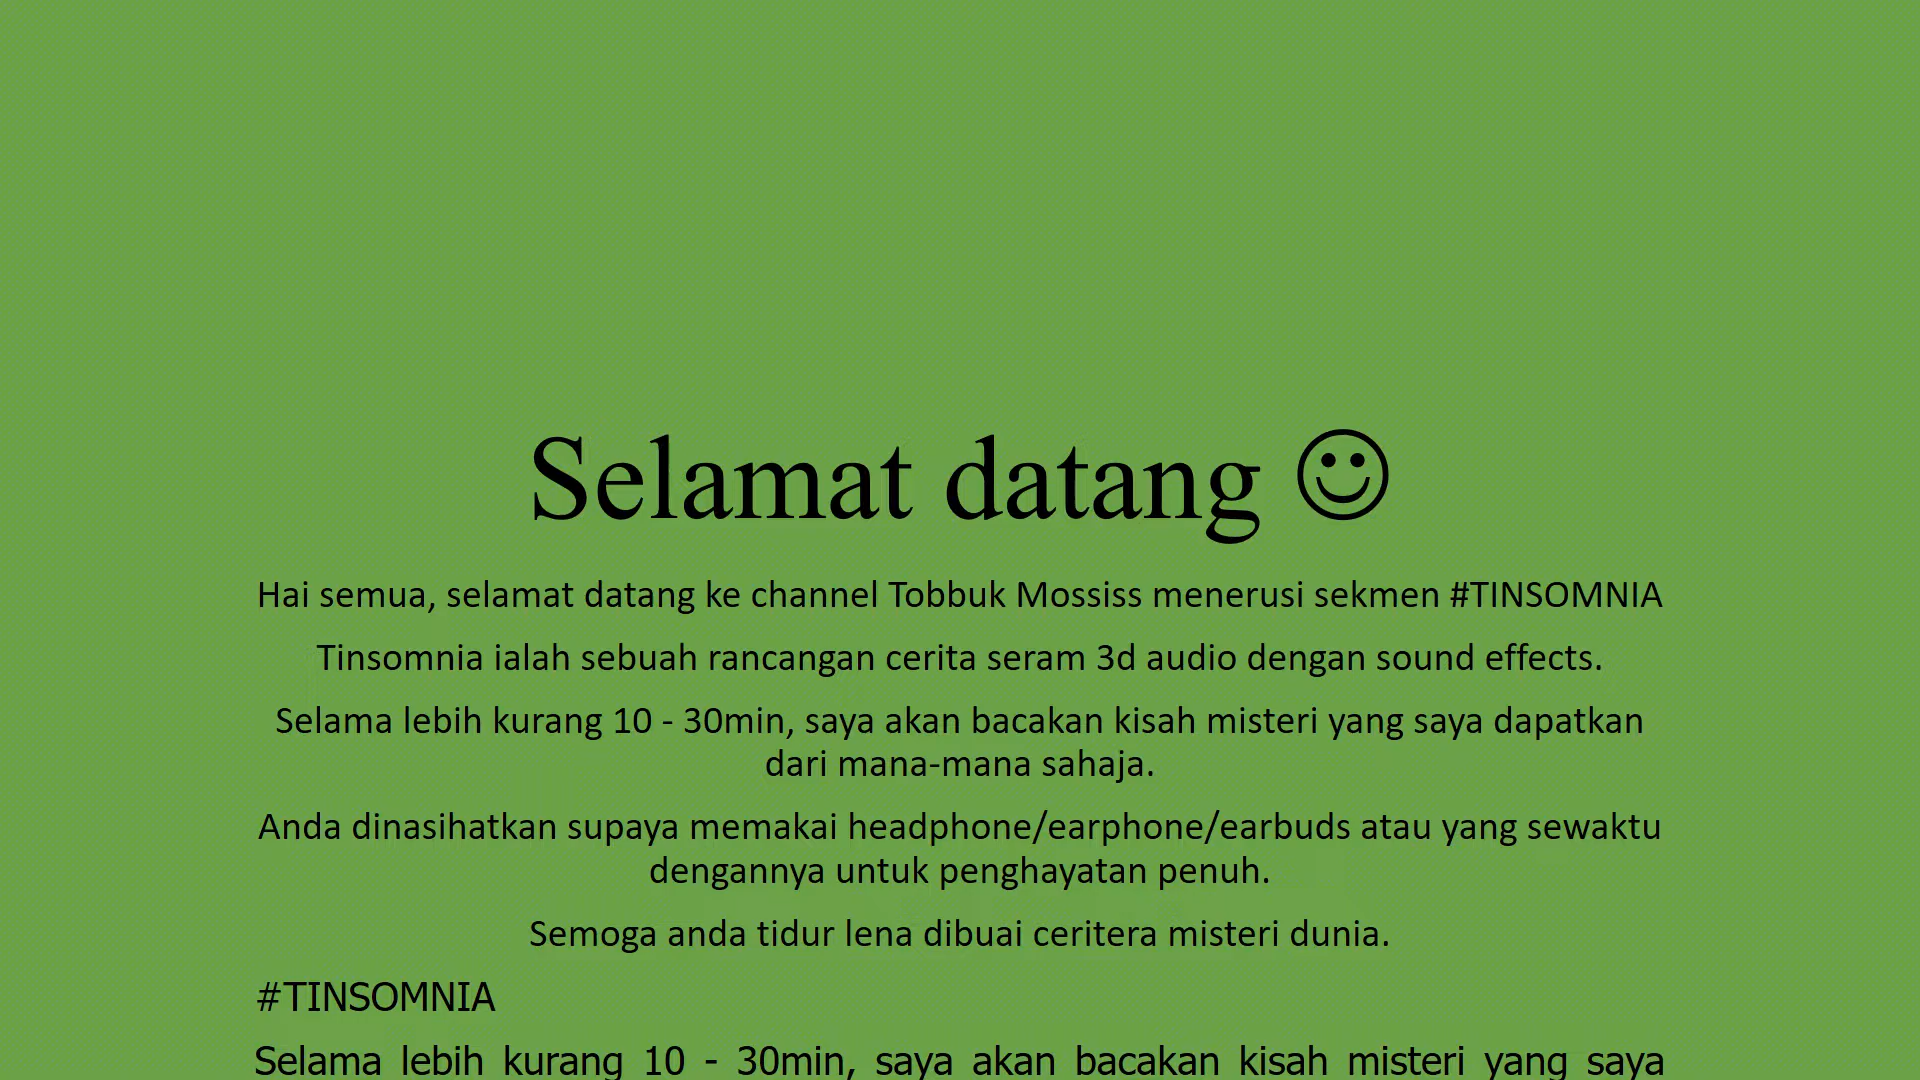 Selamat datang ☺
Hai semua, selamat datang ke channel Tobbuk Mossiss menerusi sekmen #TINSOMNIA
Tinsomnia ialah sebuah rancangan cerita seram 3d audio dengan sound effects.
Selama lebih kurang 10 - 30min, saya akan bacakan kisah misteri yang saya dapatkan
dari mana-mana sahaja.
Anda dinasihatkan supaya memakai headphone/earphone/earbuds atau yang sewaktu
dengannya untuk penghayatan penuh.
Semoga anda tidur lena dibuai ceritera misteri dunia.
#TINSOMNIA
Selama lebih kurang 10 - 30min, saya akan bacakan kisah misteri yang saya